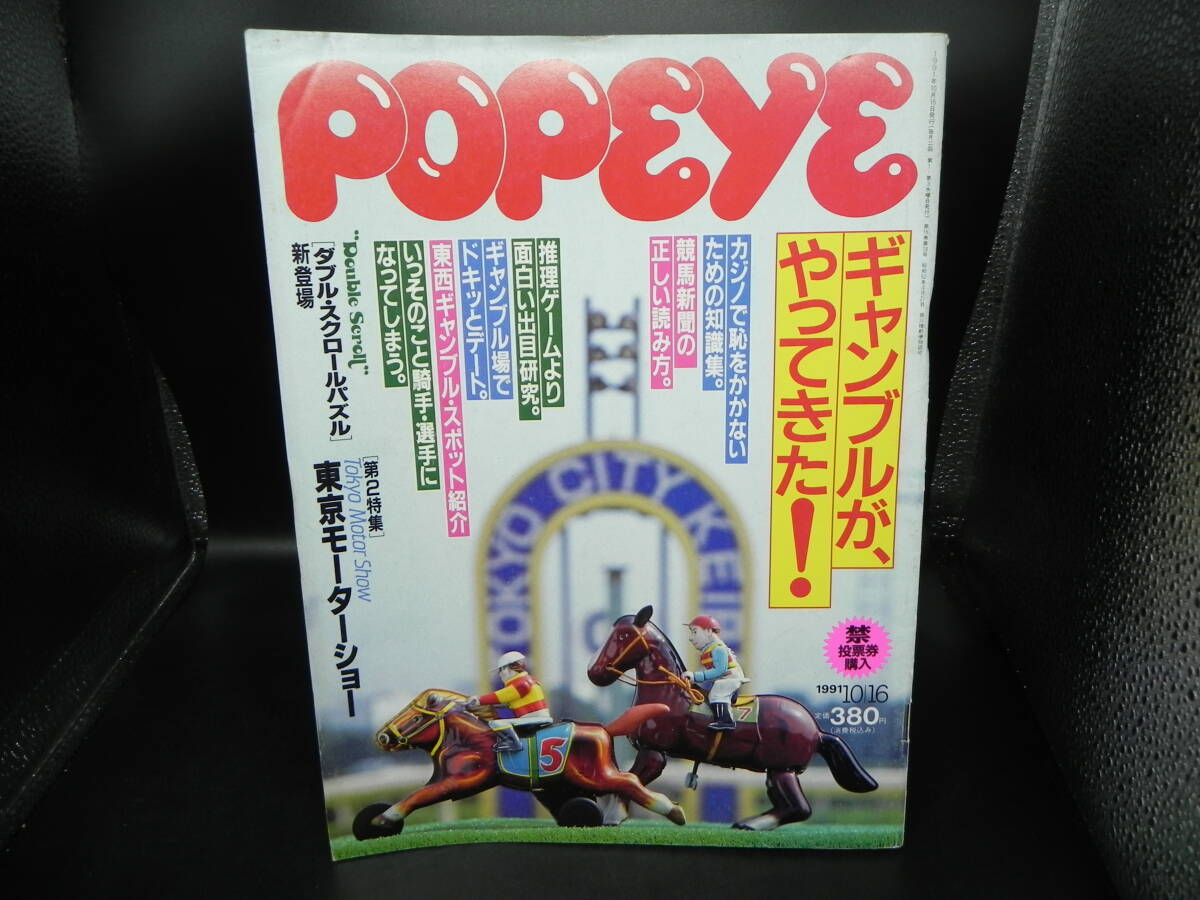 POPEYE
ギャンブルが、
やってきた!
カジノで恥をかかない
ための知識集。
競馬新聞の
正しい読み方。
推理ゲームより
面白い出目研究。
ギャンブル場で
ドキッとデート。
東西ギャンブル・スポット紹介
いっそのこと騎手・選手に
なってしまう。
"Double Scroll"
[ダブル・スクロールパズル]
新登場
[第2特集]
Tokyo Motor Show
東京モーターショー
TOKYO CITY KEIB
禁
投票券
購入
1991 10|16
定価380円
(消費税込み)
5
7